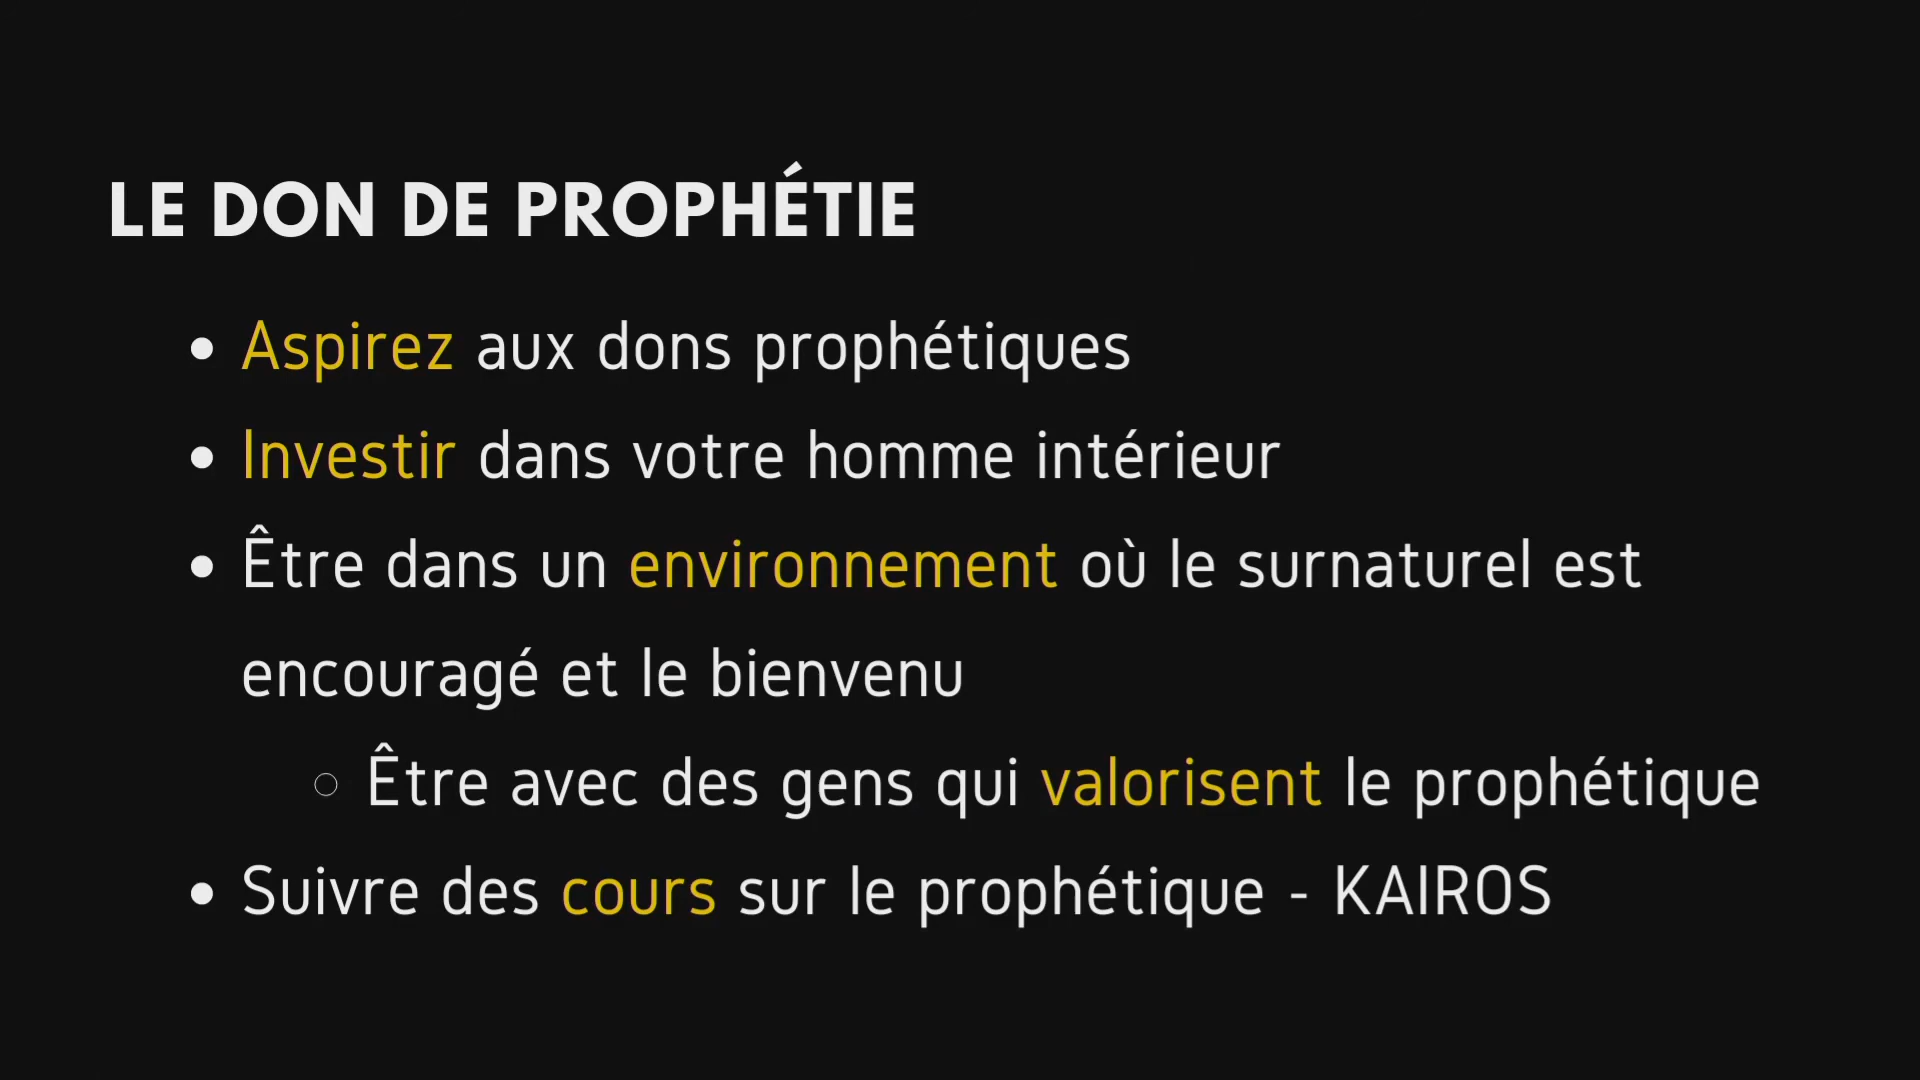 LE DON DE PROPHÉTIE
• Aspirez aux dons prophétiques
• Investir dans votre homme intérieur
• Être dans un environnement où le surnaturel est
encouragé et le bienvenu
○ Être avec des gens qui valorisent le prophétique
• Suivre des cours sur le prophétique - KAIROS